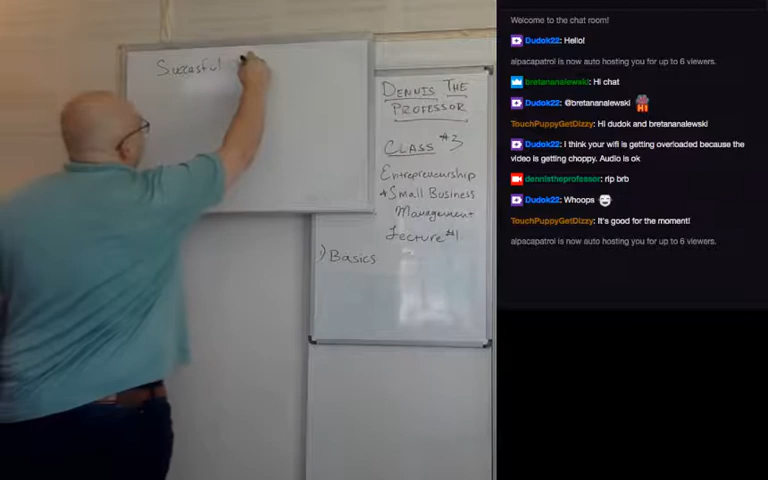 Succesful
DENNIS THE
PROFESSOR
CLASS #3
Entrepreneurship
+Small Business
Management
Lecture #1
1) Basics
Welcome to the chat room!
Dudok22: Hello!
alpacapatrol is now auto hosting you for up to 6 viewers.
bretananalewski: Hi chat
Dudok22: @bretananalewski HI
TouchPuppyGetDizzy: Hi dudok and bretananalewski
Dudok22: I think your wifi is getting overloaded because the
video is getting choppy. Audio is ok
dennistheprofessor: rip brb
Dudok22: Whoops
TouchPuppyGetDizzy: It's good for the moment!
alpacapatrol is now auto hosting you for up to 6 viewers.